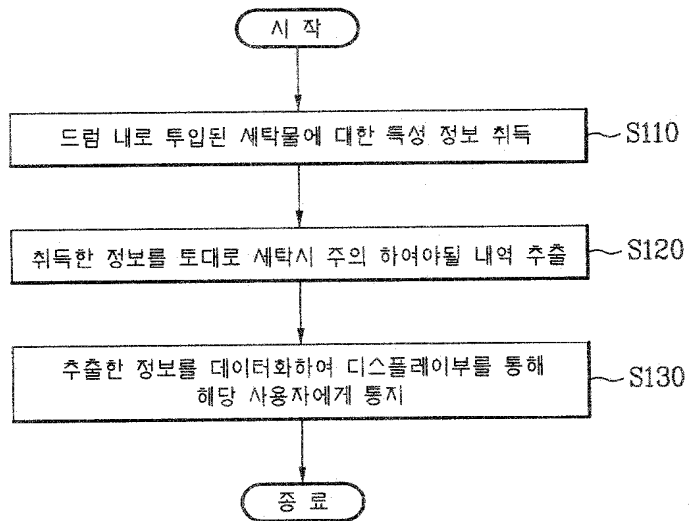 시 작
드럼 내로 투입된 세탁물에 대한 특성 정보 취득
S110
취득한 정보를 토대로 세탁시 주의 하여야될 내역 추출
S120
추출한 정보를 데이터화하여 디스플레이부를 통해
해당 사용자에게 통지
S130
종 료